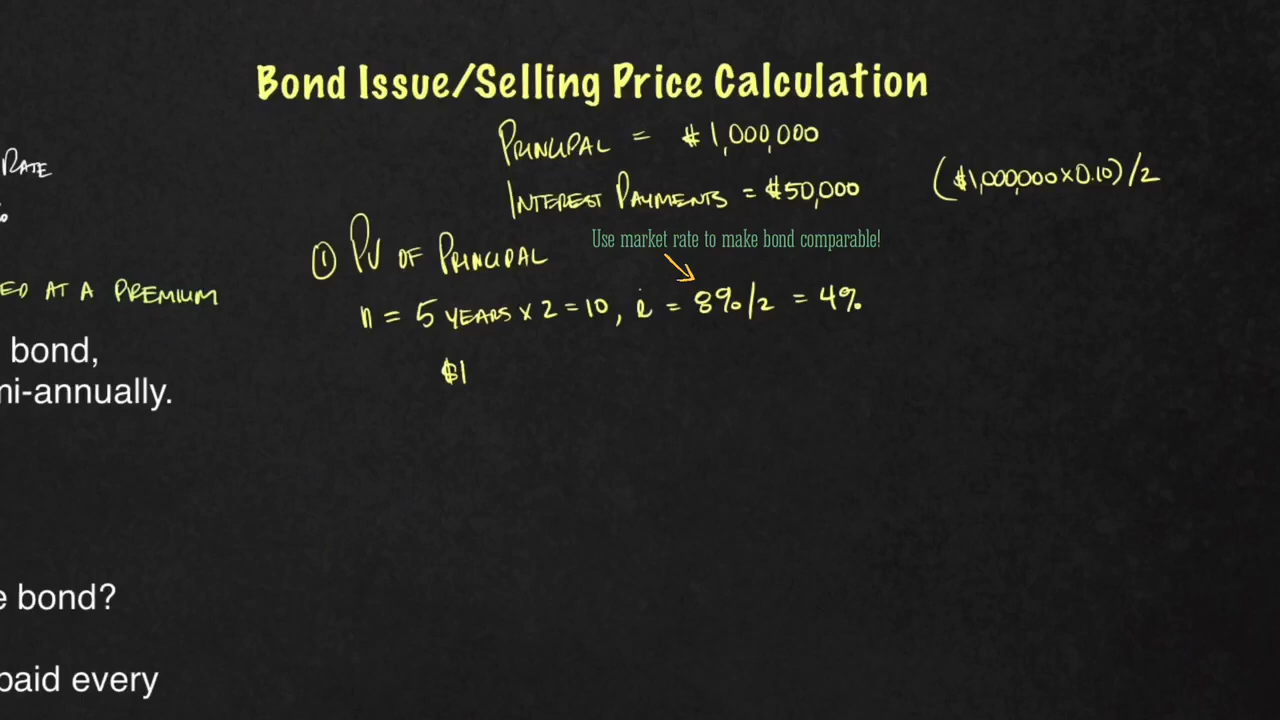 Bond Issue/Selling Price Calculation
PRINCIPAL = $1,000,000
RATE
INTEREST PAYMENTS = $50,000 ($1,000,000 x 0.10)/2
%
① PV OF PRINCIPAL
Use market rate to make bond comparable!
ED AT A PREMIUM
n = 5 YEARS x 2 = 10, i = 8%/2 = 4%
bond,
$1
mi-annually.
e bond?
paid every